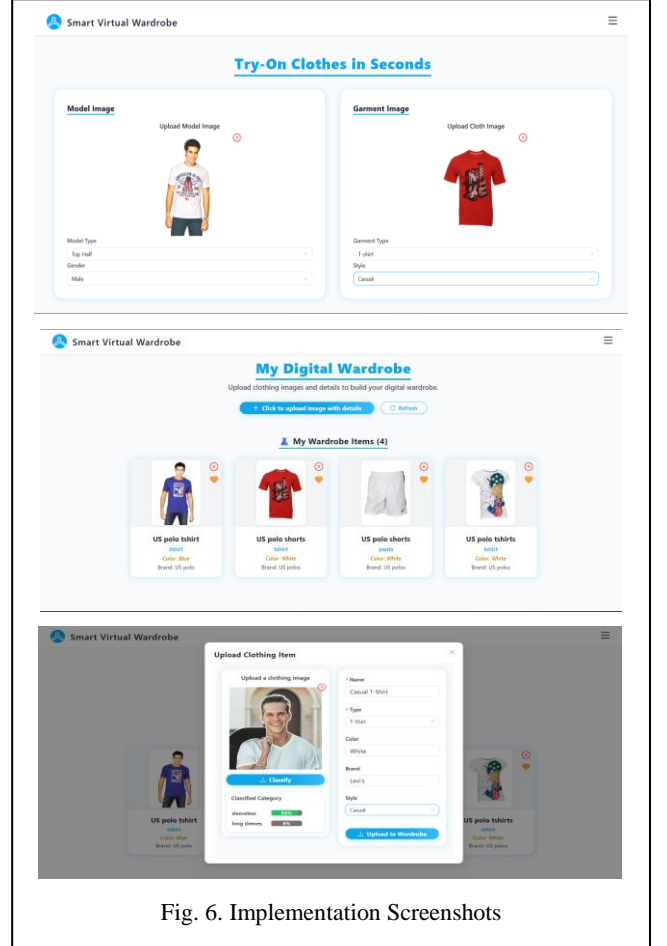 Smart Virtual Wardrobe
Try-On Clothes in Seconds
Model Image
Garment Image
Upload Model Image
Upload Cloth Image
Model Type
Garment Type
Top Half
T-shirt
Gender
Style
Male
Casual
Smart Virtual Wardrobe
My Digital Wardrobe
Upload clothing images and details to build your digital wardrobe.
+ Click to upload image with details
Refresh
My Wardrobe Items (4)
US polo tshirt
US polo shorts
US polo shorts
US polo tshirts
tshirt
tshirt
pants
tshirt
Color: Blue
Color: White
Color: White
Color: White
Brand: US polo
Brand: US polos
Brand: US polos
Brand: US polos
Smart Virtual Wardrobe
Upload Clothing Item
Upload a clothing image
* Name
Casual T-Shirt
* Type
T-Shirt
Color
White
Brand
Classify
Levi's
Classified Category
Style
sleeveless
Casual
long sleeves
Upload to Wardrobe
US polo tshirt
US polo tshirts
tshirt
tshirt
Color: Blue
Color: White
Brand: US polo
Brand: US polos
Fig. 6. Implementation Screenshots